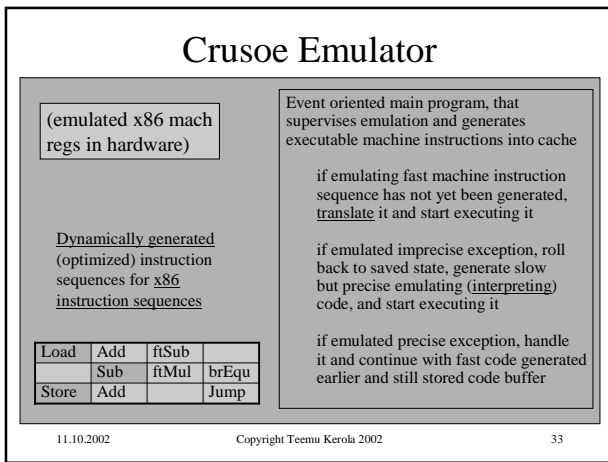 Crusoe Emulator
(emulated x86 mach
regs in hardware)
Dynamically generated
(optimized) instruction
sequences for x86
instruction sequences
Load Add ftSub
Sub ftMul brEqu
Store Add Jump
Event oriented main program, that
supervises emulation and generates
executable machine instructions into cache
if emulating fast machine instruction
sequence has not yet been generated,
translate it and start executing it
if emulated imprecise exception, roll
back to saved state, generate slow
but precise emulating (interpreting)
code, and start executing it
if emulated precise exception, handle
it and continue with fast code generated
earlier and still stored code buffer
11.10.2002 Copyright Teemu Kerola 2002 33